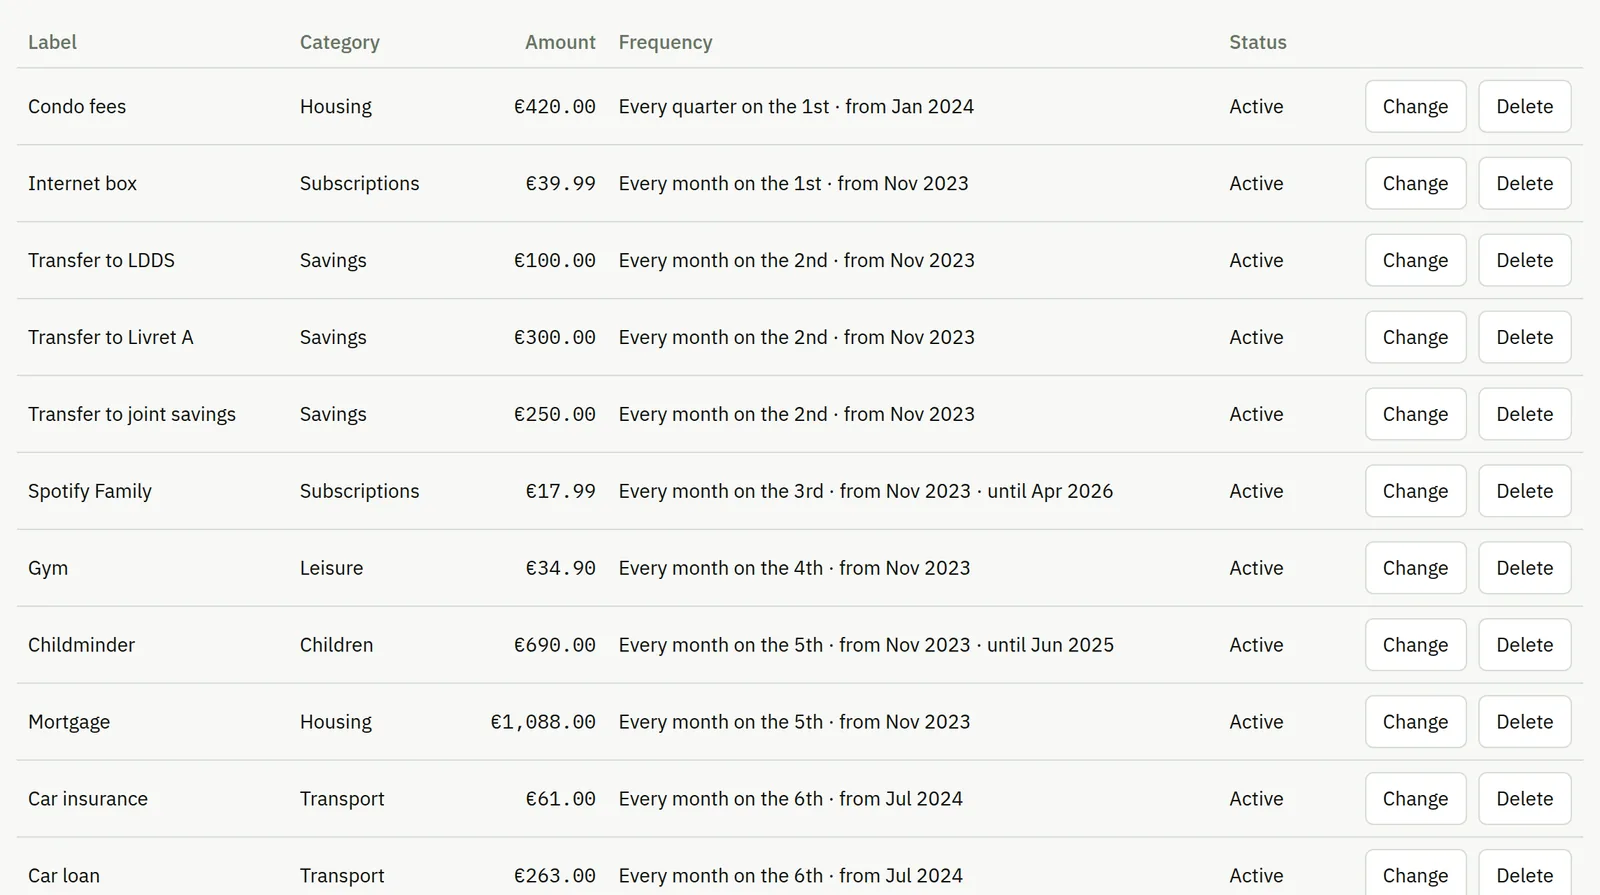 Label Category Amount Frequency Status
Condo fees Housing €420.00 Every quarter on the 1st · from Jan 2024 Active Change Delete
Internet box Subscriptions €39.99 Every month on the 1st · from Nov 2023 Active Change Delete
Transfer to LDDS Savings €100.00 Every month on the 2nd · from Nov 2023 Active Change Delete
Transfer to Livret A Savings €300.00 Every month on the 2nd · from Nov 2023 Active Change Delete
Transfer to joint savings Savings €250.00 Every month on the 2nd · from Nov 2023 Active Change Delete
Spotify Family Subscriptions €17.99 Every month on the 3rd · from Nov 2023 · until Apr 2026 Active Change Delete
Gym Leisure €34.90 Every month on the 4th · from Nov 2023 Active Change Delete
Childminder Children €690.00 Every month on the 5th · from Nov 2023 · until Jun 2025 Active Change Delete
Mortgage Housing €1,088.00 Every month on the 5th · from Nov 2023 Active Change Delete
Car insurance Transport €61.00 Every month on the 6th · from Jul 2024 Active Change Delete
Car loan Transport €263.00 Every month on the 6th · from Jul 2024 Active Change Delete